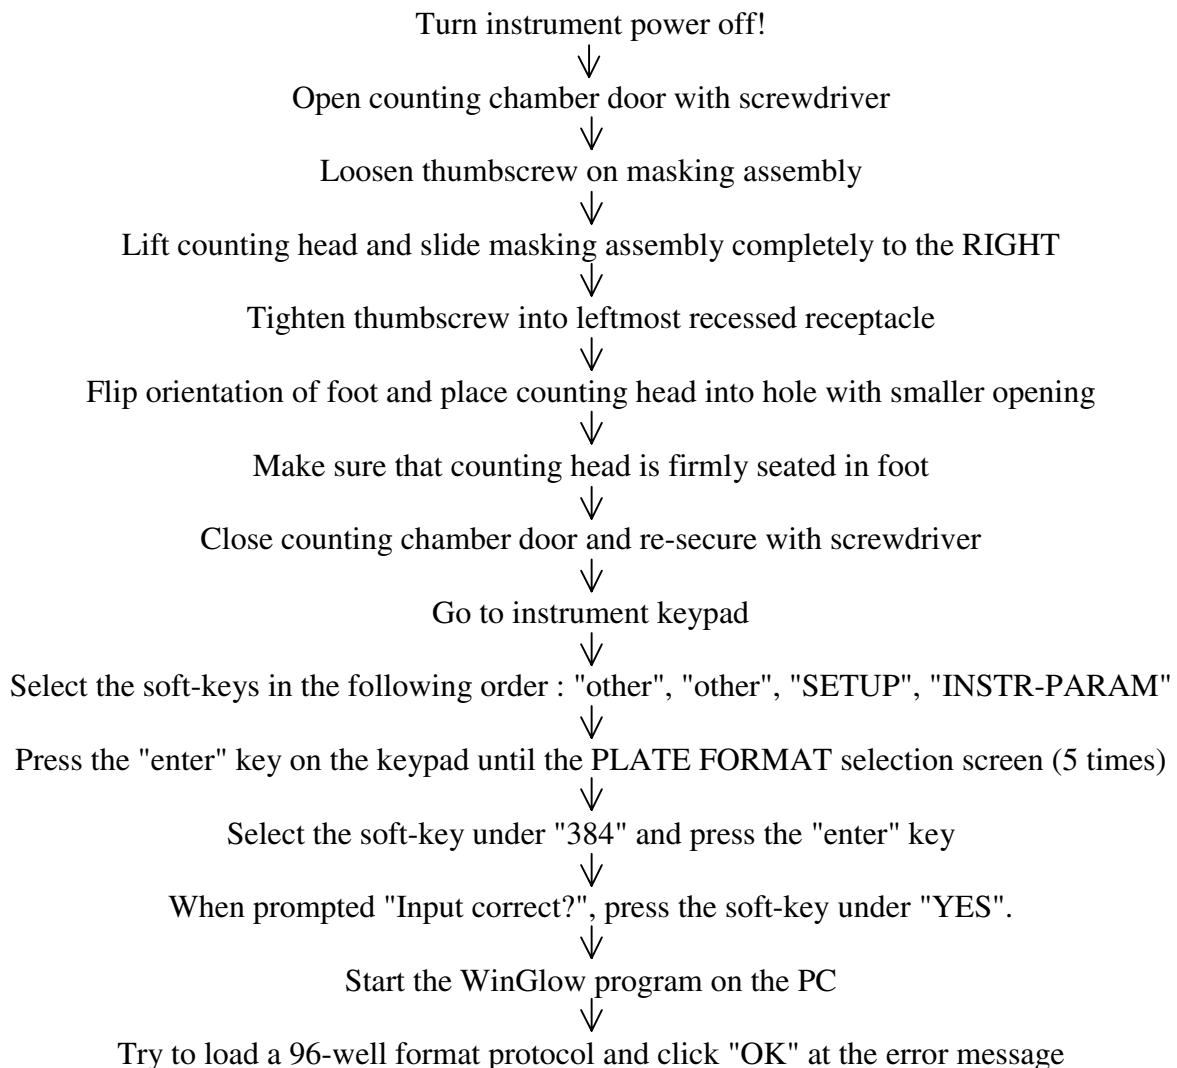 Turn instrument power off!
Open counting chamber door with screwdriver
Loosen thumbscrew on masking assembly
Lift counting head and slide masking assembly completely to the RIGHT
Tighten thumbscrew into leftmost recessed receptacle
Flip orientation of foot and place counting head into hole with smaller opening
Make sure that counting head is firmly seated in foot
Close counting chamber door and re-secure with screwdriver
Go to instrument keypad
Select the soft-keys in the following order : "other", "other", "SETUP", "INSTR-PARAM"
Press the "enter" key on the keypad until the PLATE FORMAT selection screen (5 times)
Select the soft-key under "384" and press the "enter" key
When prompted "Input correct?", press the soft-key under "YES".
Start the WinGlow program on the PC
Try to load a 96-well format protocol and click "OK" at the error message